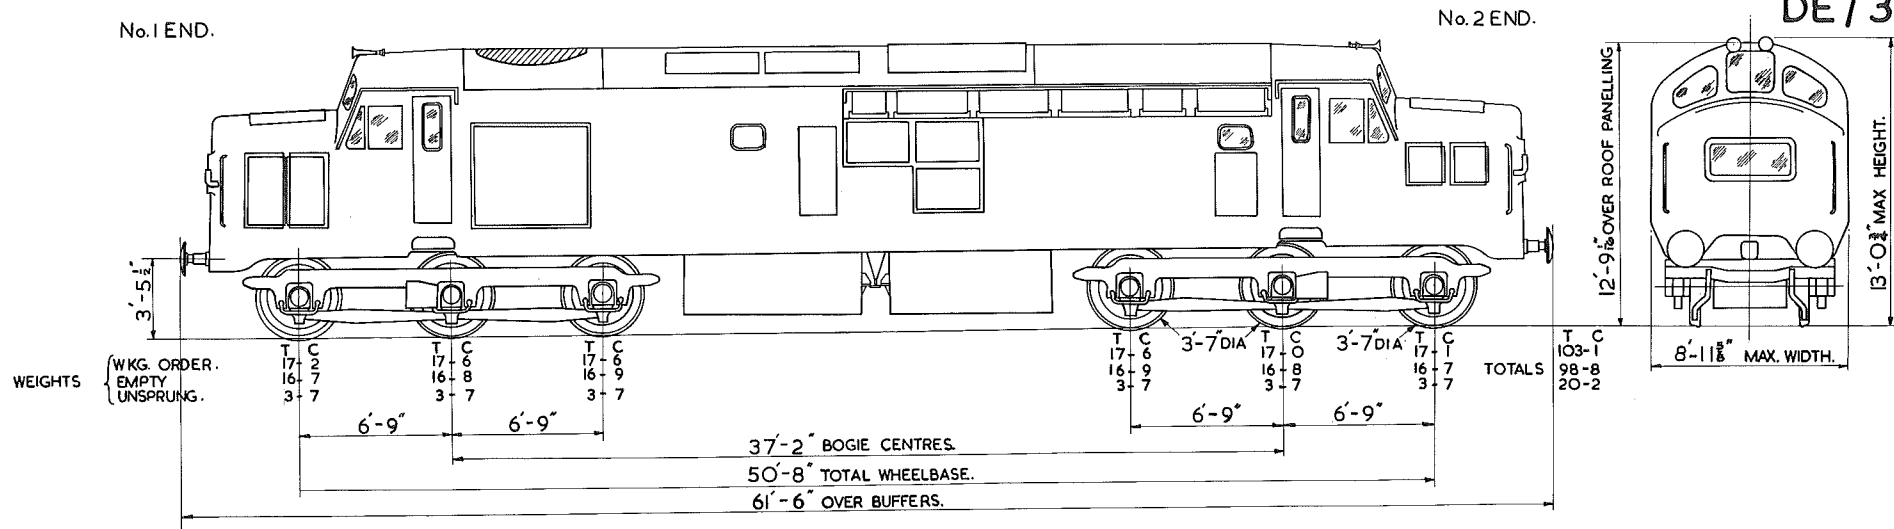 No.1 END.
No.2 END.
DE/3
3'-5½"
12'-9 1/16" OVER ROOF PANELLING
13'-0¾" MAX HEIGHT.
8'-11⅝" MAX. WIDTH.
3'-7" DIA
3'-7" DIA
T C T C T C T C T C T C T C
WKG. ORDER. 17-2 17-6 17-6 17-6 17-0 17-1 103-1
WEIGHTS EMPTY 16-7 16-8 16-9 16-9 16-8 16-7 TOTALS 98-8
UNSPRUNG. 3-7 3-7 3-7 3-7 3-7 3-7 20-2
6'-9" 6'-9" 6'-9" 6'-9"
37'-2" BOGIE CENTRES.
50'-8" TOTAL WHEELBASE.
61'-6" OVER BUFFERS.